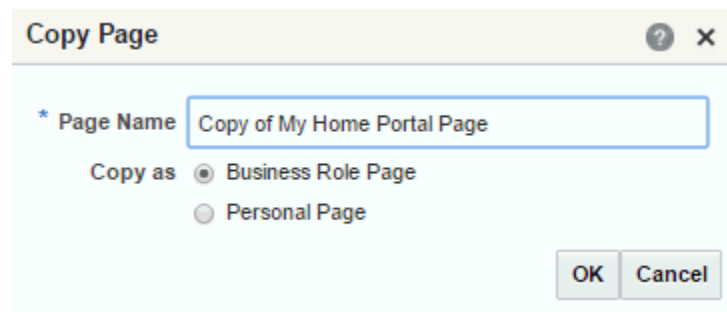 Copy Page
* Page Name Copy of My Home Portal Page
Copy as Business Role Page
Personal Page
OK Cancel